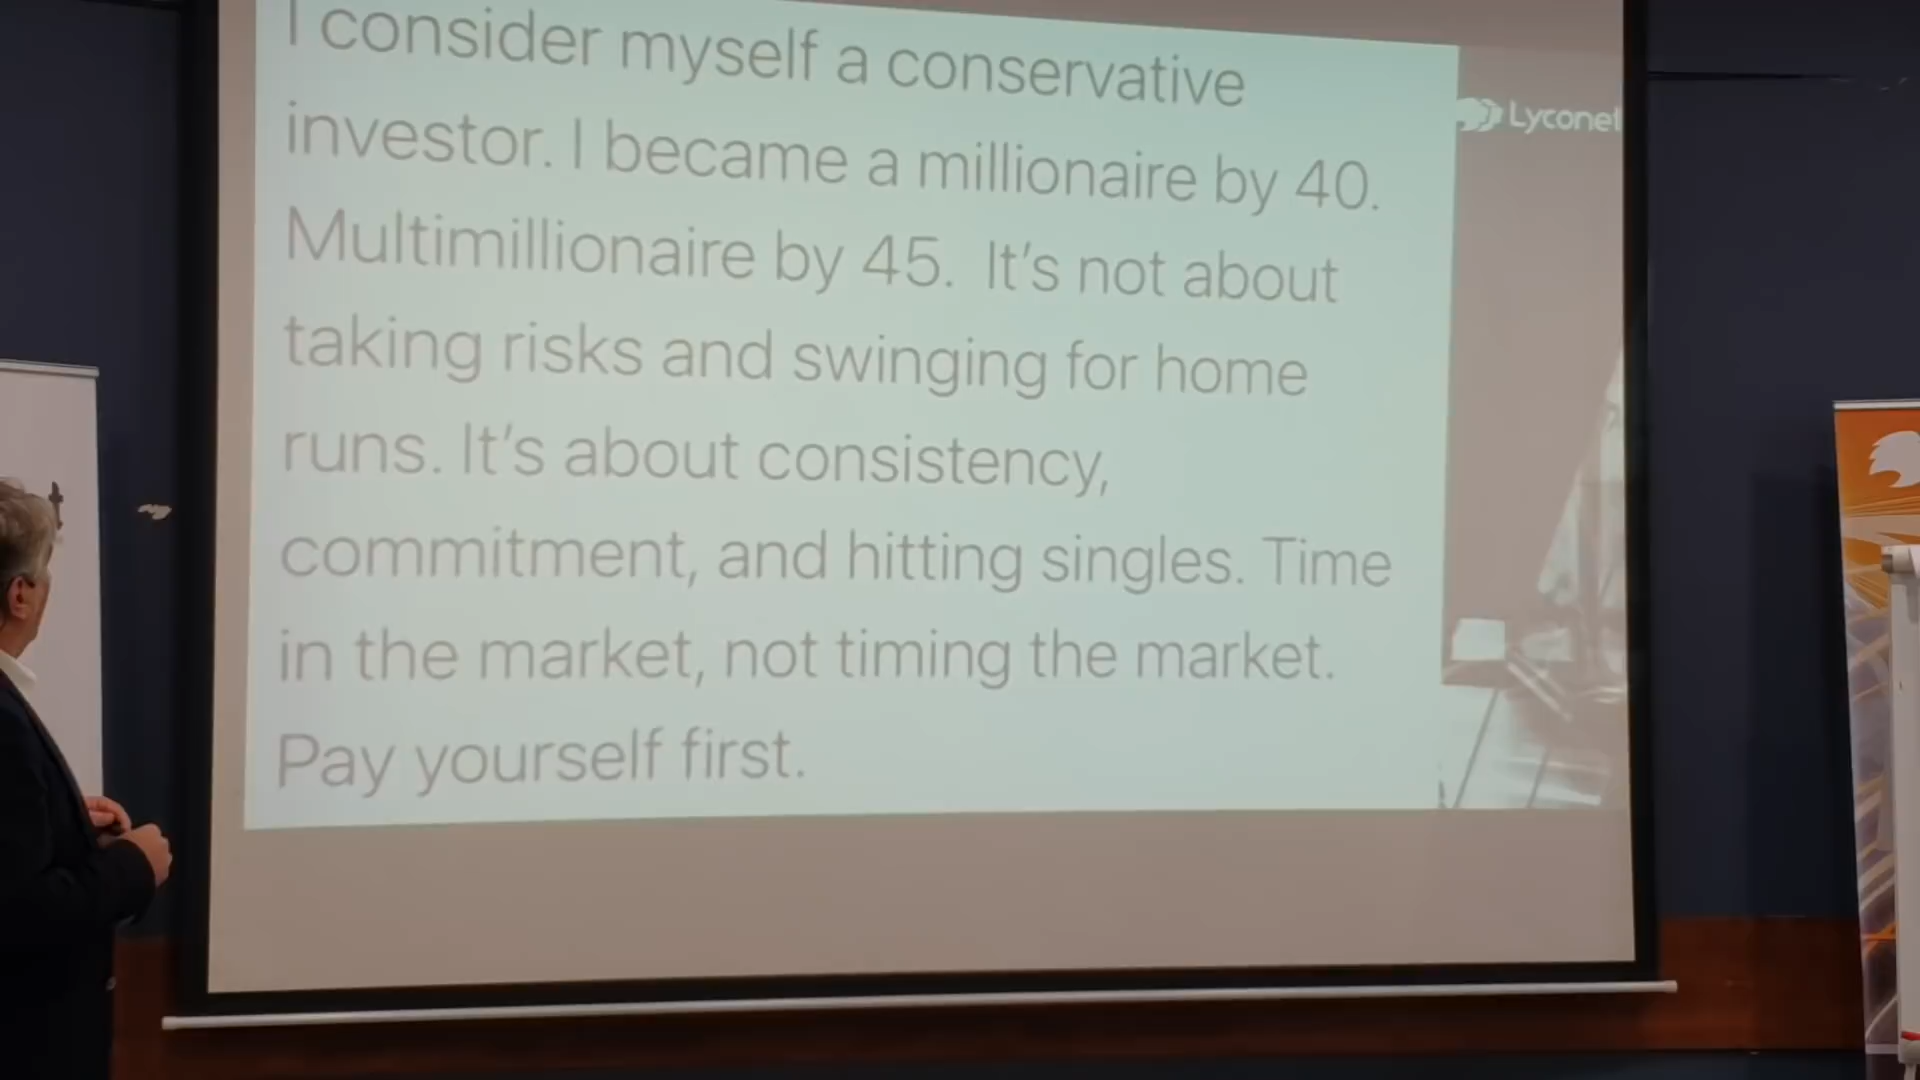 I consider myself a conservative
investor. I became a millionaire by 40.
Multimillionaire by 45. It's not about
taking risks and swinging for home
runs. It's about consistency,
commitment, and hitting singles. Time
in the market, not timing the market.
Pay yourself first.
Lyconet